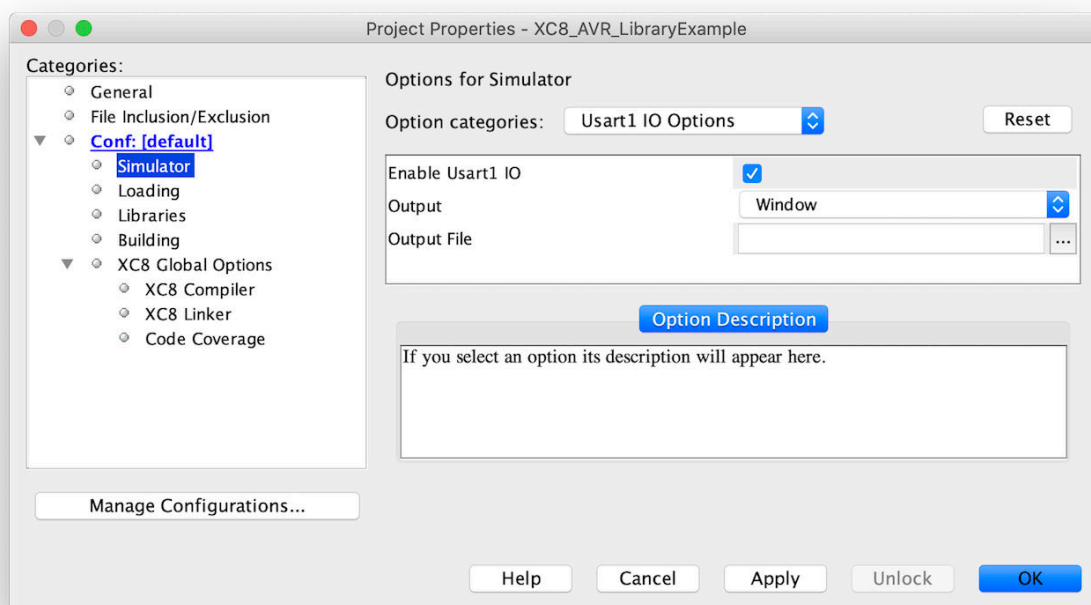 Project Properties - XC8_AVR_LibraryExample
Categories:
General
File Inclusion/Exclusion
Conf: [default]
Simulator
Loading
Libraries
Building
XC8 Global Options
XC8 Compiler
XC8 Linker
Code Coverage
Manage Configurations...
Options for Simulator
Option categories: Usart1 IO Options Reset
Enable Usart1 IO
Output Window
Output File ...
Option Description
If you select an option its description will appear here.
Help Cancel Apply Unlock OK